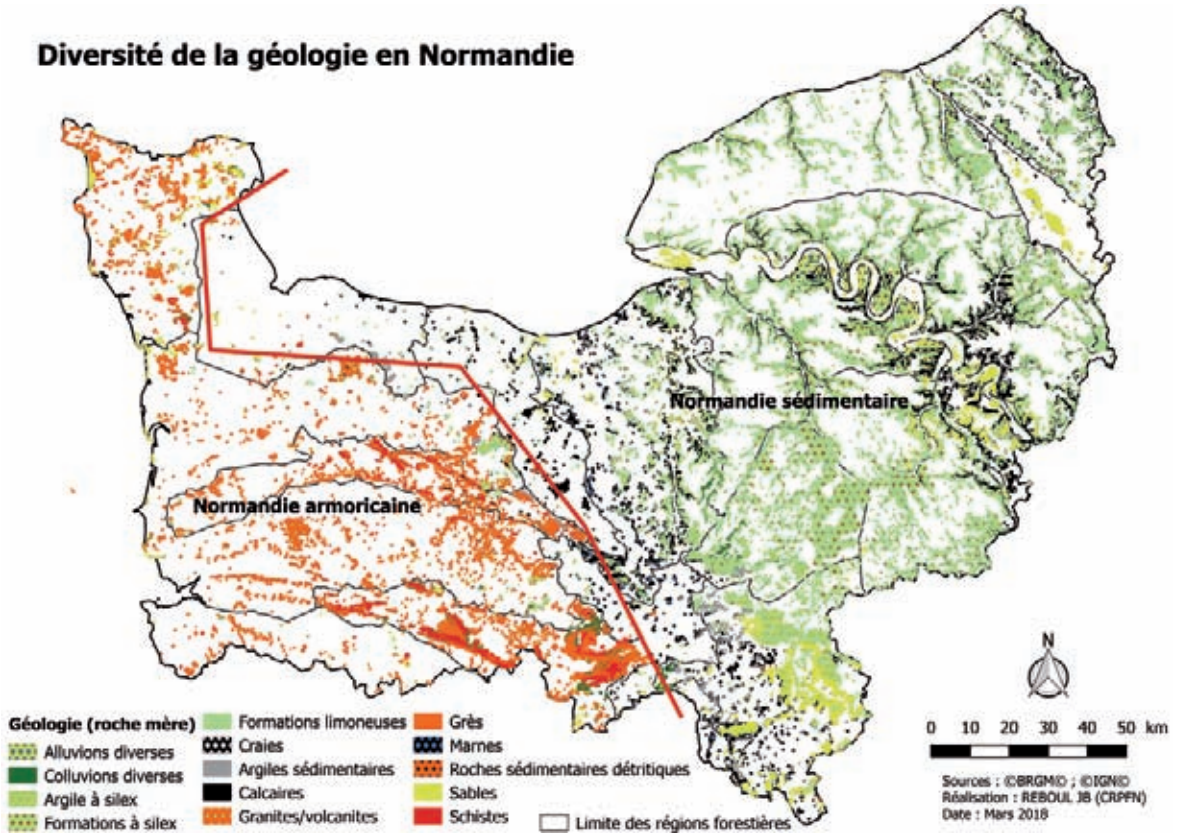 Diversité de la géologie en Normandie
Normandie sédimentaire
Normandie armoricaine
N
0 10 20 30 40 50 km
Géologie (roche mère)
Alluvions diverses
Colluvions diverses
Argile à silex
Formations à silex
Formations limoneuses
Craies
Argiles sédimentaires
Calcaires
Granites/volcanites
Grès
Marnes
Roches sédimentaires détritiques
Sables
Schistes
Limite des régions forestières
Sources : ©BRGM© ; ©IGN©
Réalisation : REBOUL JB (CRPFN)
Date : Mars 2018